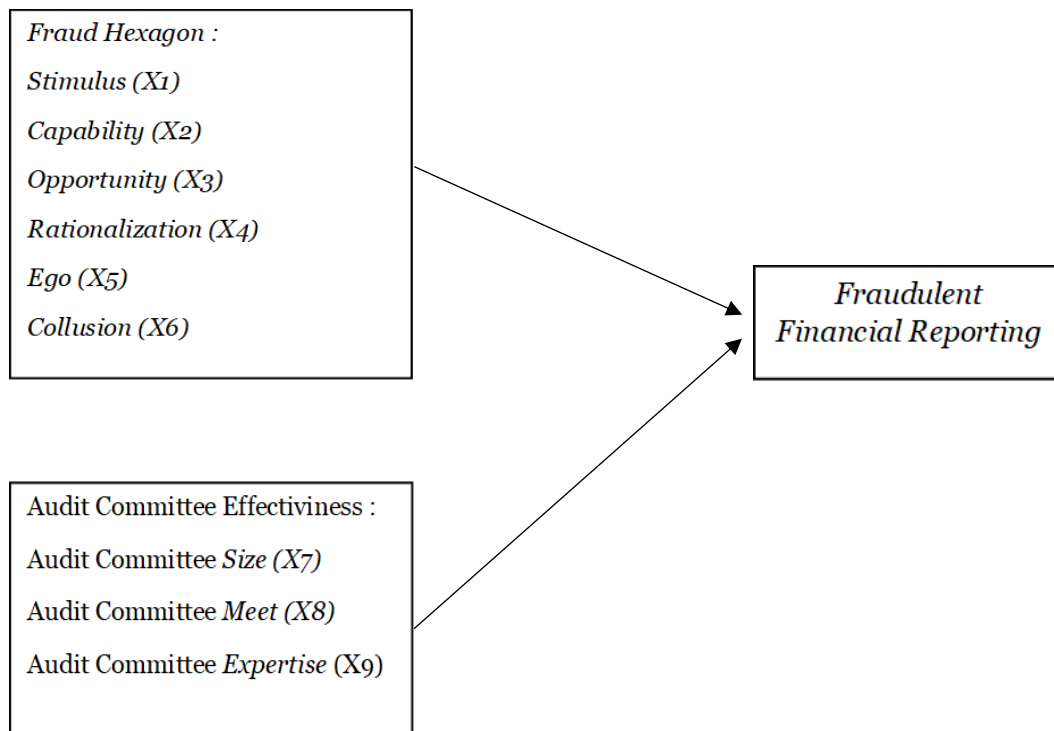 Fraud Hexagon :
Stimulus (X1)
Capability (X2)
Opportunity (X3)
Rationalization (X4)
Ego (X5)
Collusion (X6)
Fraudulent
Financial Reporting
Audit Committee Effectiviness :
Audit Committee Size (X7)
Audit Committee Meet (X8)
Audit Committee Expertise (X9)